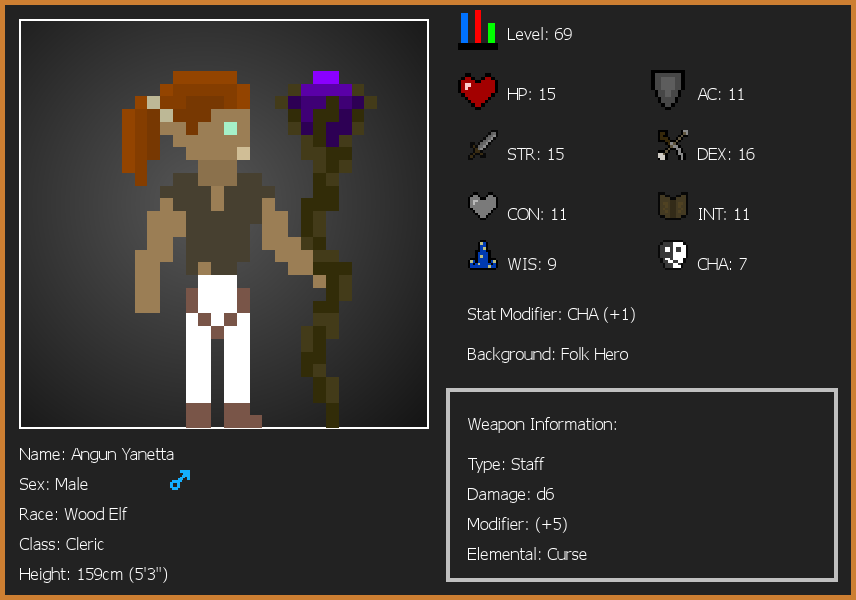 Level: 69
HP: 15
AC: 11
STR: 15
DEX: 16
CON: 11
INT: 11
WIS: 9
CHA: 7
Stat Modifier: CHA (+1)
Background: Folk Hero
Weapon Information:
Type: Staff
Damage: d6
Modifier: (+5)
Elemental: Curse
Name: Angun Yanetta
Sex: Male
Race: Wood Elf
Class: Cleric
Height: 159cm (5'3")